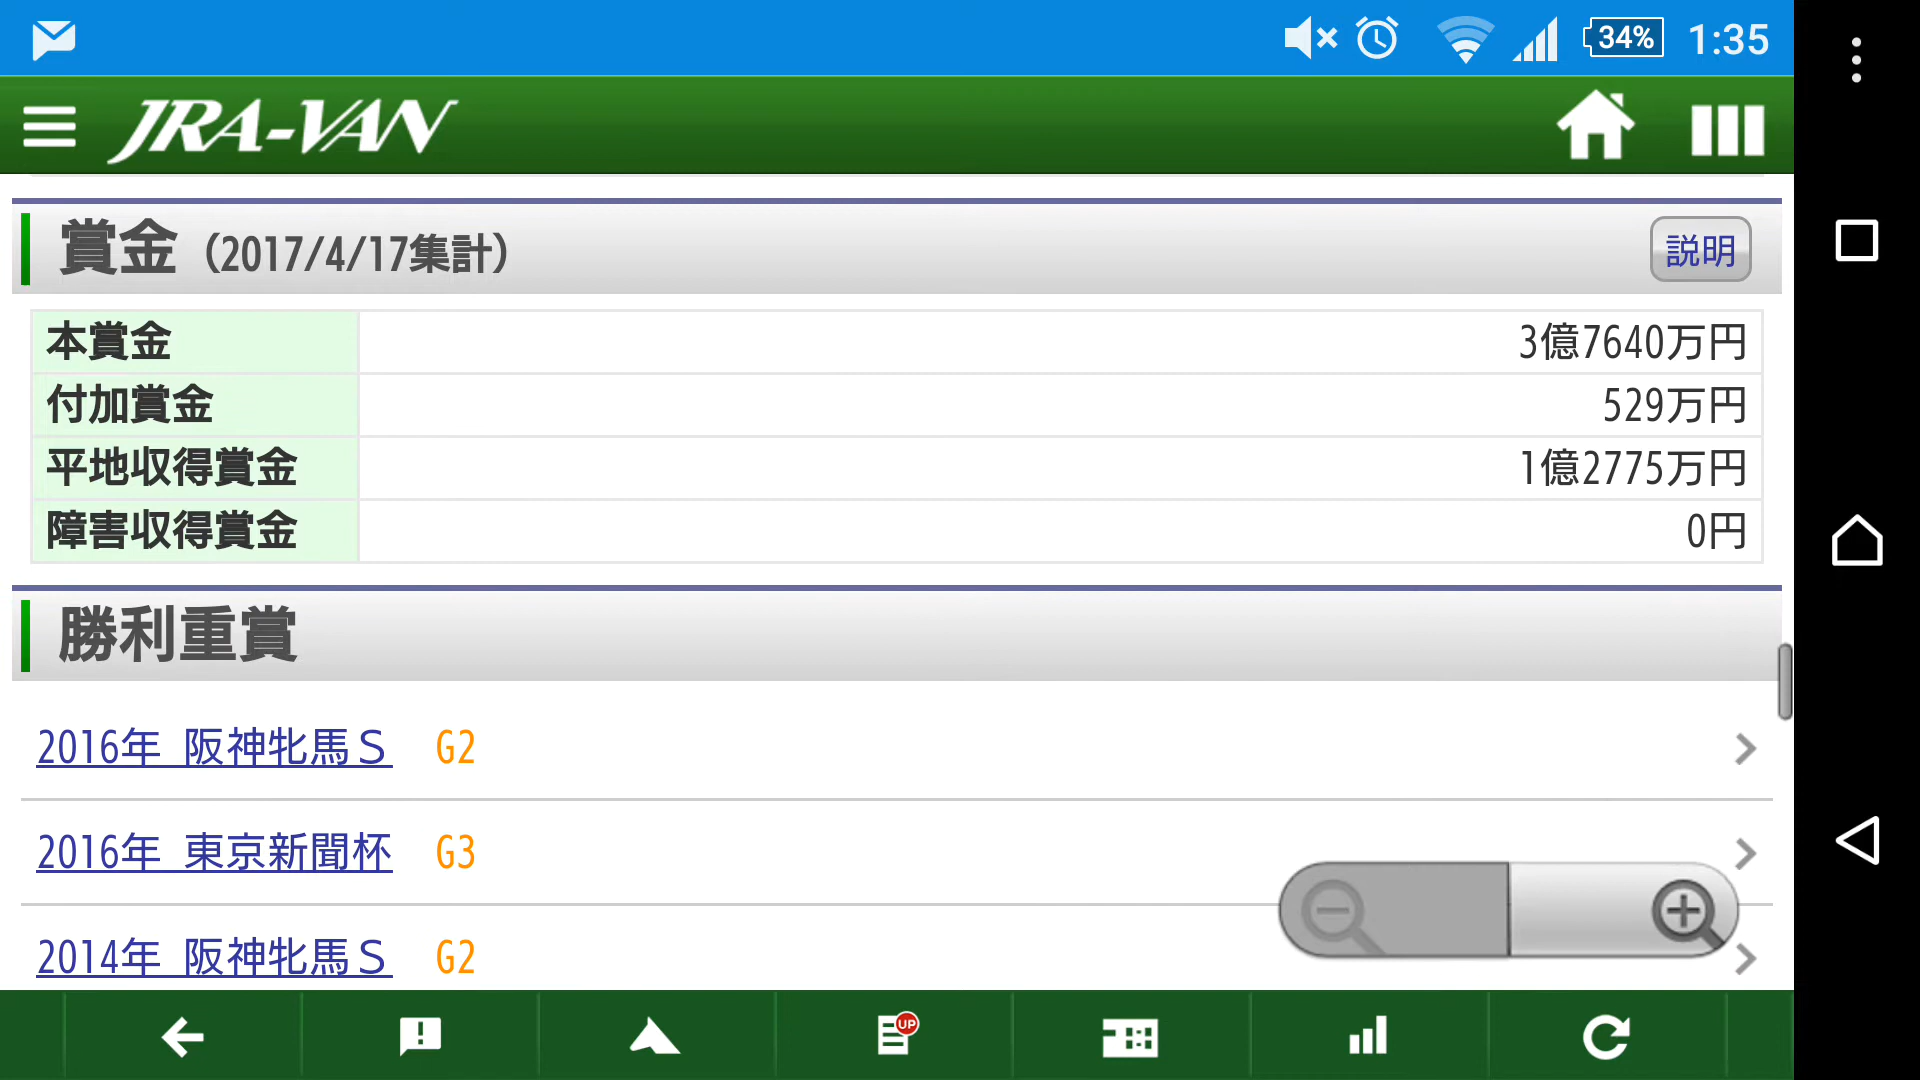 34% 1:35
JRA-VAN
賞金 (2017/4/17集計) 説明
本賞金 3億7640万円
付加賞金 529万円
平地収得賞金 1億2775万円
障害収得賞金 0円
勝利重賞
2016年 阪神牝馬Ｓ G2
2016年 東京新聞杯 G3
2014年 阪神牝馬Ｓ G2
UP